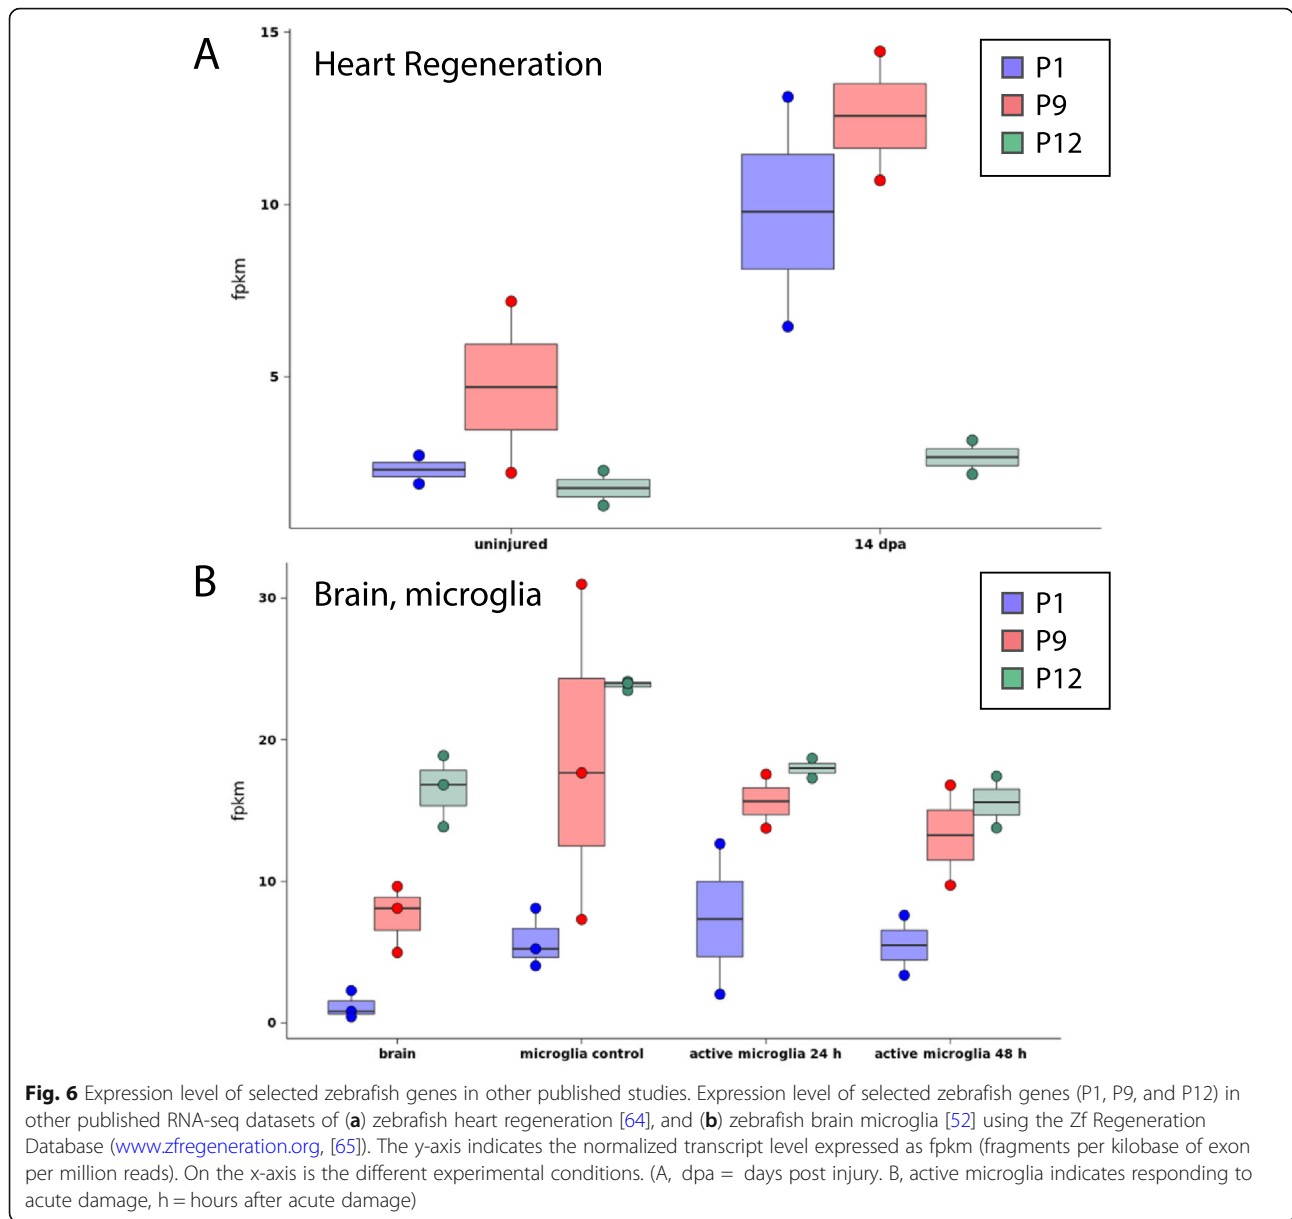 A
Heart Regeneration
P1
P9
P12
15
10
5
fpkm
uninjured
14 dpa
B
Brain, microglia
P1
P9
P12
30
20
10
0
fpkm
brain
microglia control
active microglia 24 h
active microglia 48 h
Fig. 6 Expression level of selected zebrafish genes in other published studies. Expression level of selected zebrafish genes (P1, P9, and P12) in
other published RNA-seq datasets of (a) zebrafish heart regeneration [64], and (b) zebrafish brain microglia [52] using the Zf Regeneration
Database (www.zfregeneration.org, [65]). The y-axis indicates the normalized transcript level expressed as fpkm (fragments per kilobase of exon
per million reads). On the x-axis is the different experimental conditions. (A, dpa = days post injury. B, active microglia indicates responding to
acute damage, h = hours after acute damage)